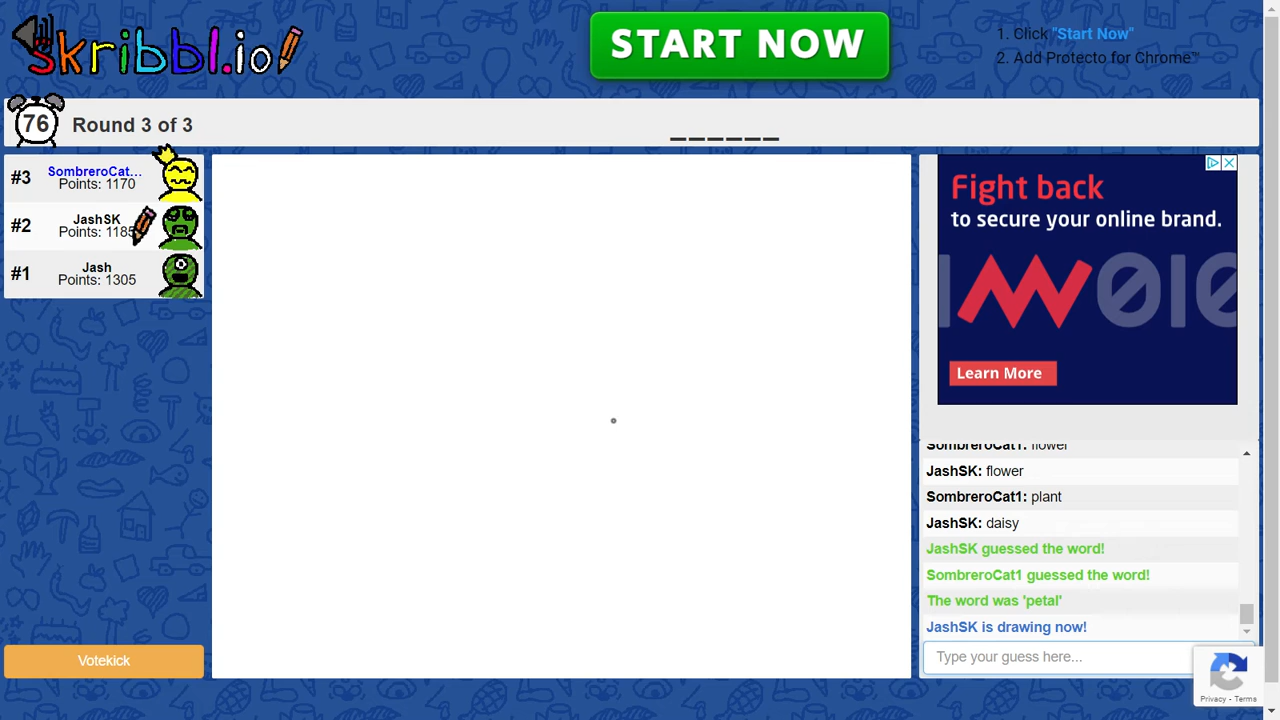 skribbl.io
START NOW
1. Click "Start Now"
2. Add Protecto for Chrome™
76
Round 3 of 3
______
#3
SombreroCat...
Points: 1170
#2
JashSK
Points: 1185
#1
Jash
Points: 1305
Votekick
Fight back
to secure your online brand.
Learn More
SombreroCat1: flower
JashSK: flower
SombreroCat1: plant
JashSK: daisy
JashSK guessed the word!
SombreroCat1 guessed the word!
The word was 'petal'
JashSK is drawing now!
Type your guess here...
Privacy - Terms